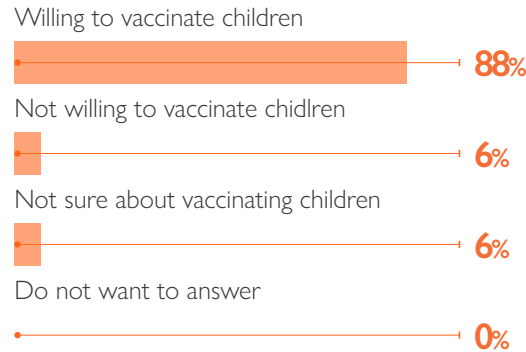 Willing to vaccinate children
88%
Not willing to vaccinate chidlren
6%
Not sure about vaccinating children
6%
Do not want to answer
0%